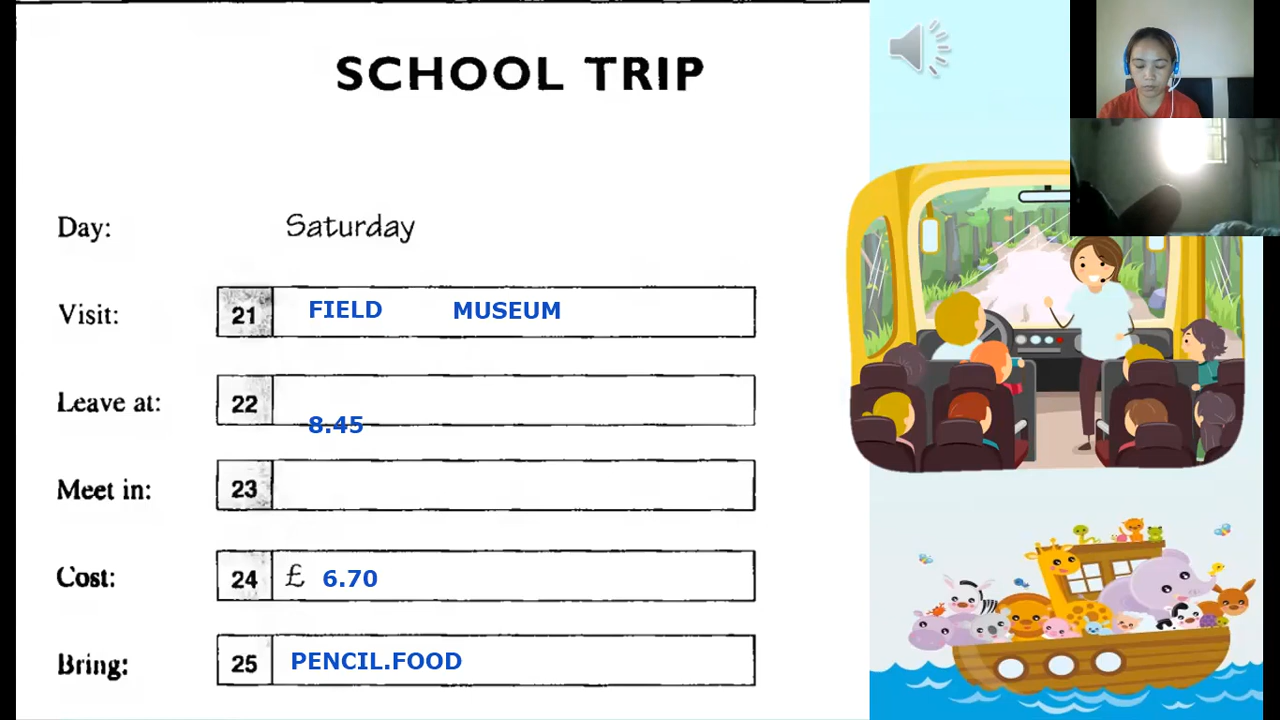 SCHOOL TRIP
Day: Saturday
Visit: 21 FIELD MUSEUM
Leave at: 22 8.45
Meet in: 23
Cost: 24 £ 6.70
Bring: 25 PENCIL.FOOD